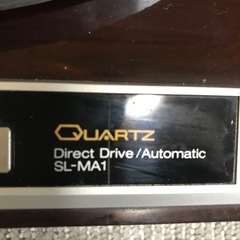 QUARTZ
Direct Drive/Automatic
SL-MA1